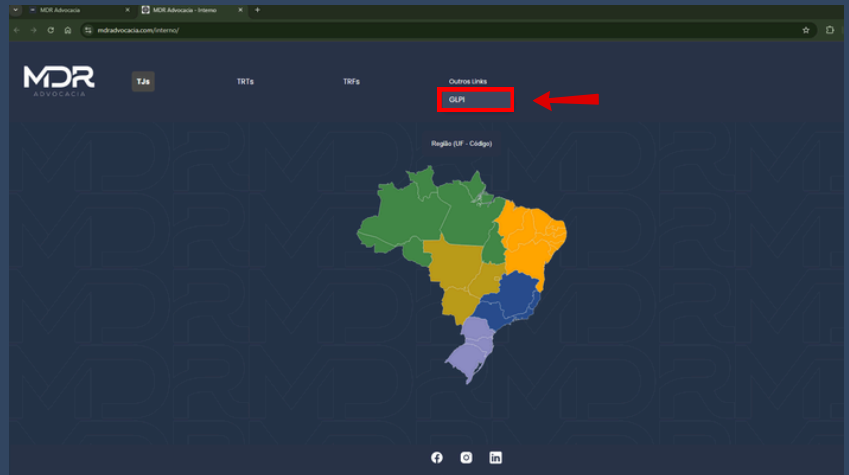 MDR Advocacia
MDR Advocacia - Interno
mdradvocacia.com/interno/
MDR
ADVOCACIA
TJs
TRTs
TRFs
Outros Links
GLPI
Região (UF - Código)